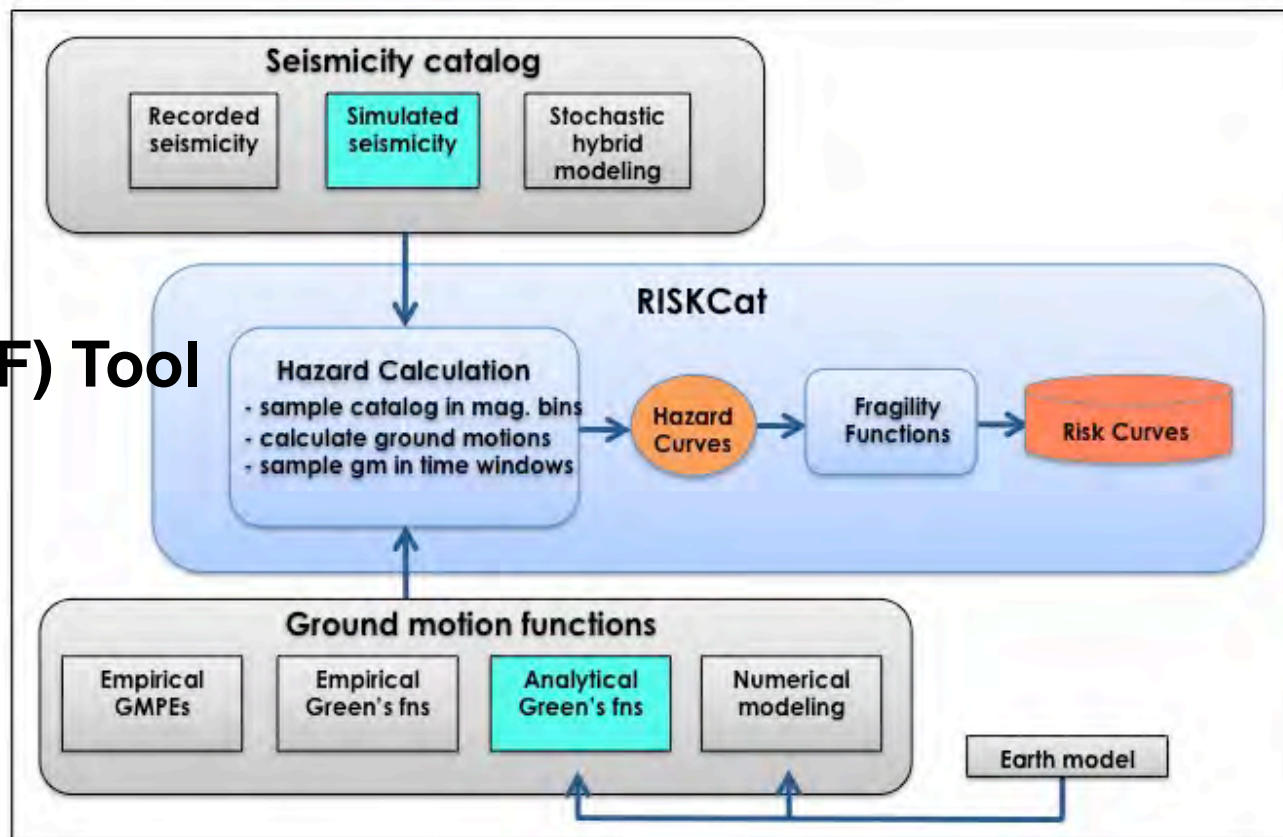 Seismicity catalog
Recorded
seismicity
Simulated
seismicity
Stochastic
hybrid
modeling
RISKCat
F) Tool
Hazard Calculation
- sample catalog in mag. bins
- calculate ground motions
- sample gm in time windows
Hazard
Curves
Fragility
Functions
Risk Curves
Ground motion functions
Empirical
GMPEs
Empirical
Green's fns
Analytical
Green's fns
Numerical
modeling
Earth model